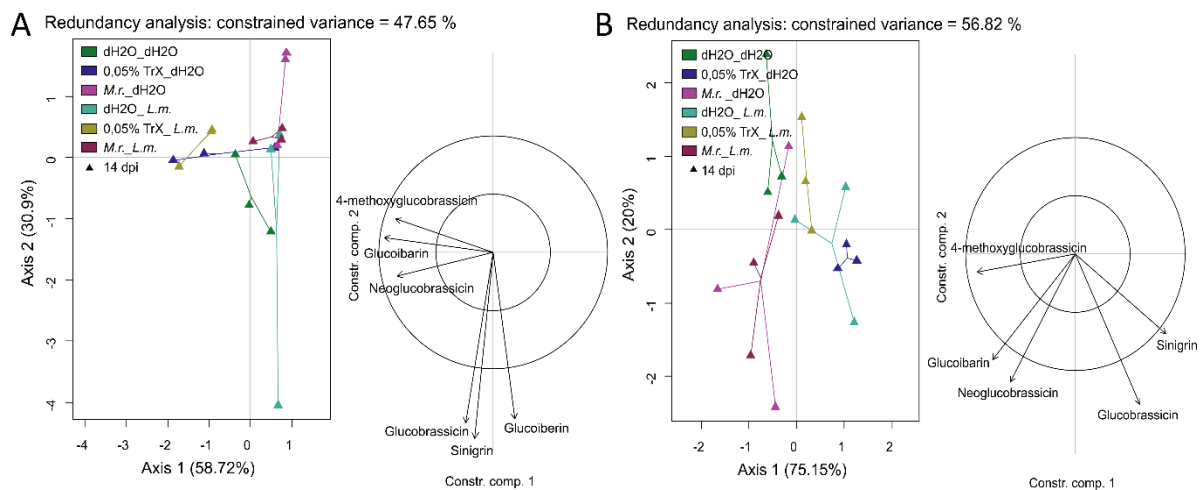 A Redundancy analysis: constrained variance = 47.65 %
dH2O_dH2O
0,05% TrX_dH2O
M.r._dH2O
dH2O_ L.m.
0,05% TrX_L.m.
M.r._L.m.
14 dpi
Axis 2 (30.9%)
1
0
-1
-2
-3
-4
-4 -3 -2 -1 0 1
Axis 1 (58.72%)
Constr. comp. 2
4-methoxyglucobrassicin
Glucoibarin
Neoglucobrassicin
Glucobrassicin
Glucoiberin
Sinigrin
Constr. comp. 1
B Redundancy analysis: constrained variance = 56.82 %
dH2O_dH2O
0,05% TrX_dH2O
M.r._dH2O
dH2O_ L.m.
0,05% TrX_L.m.
M.r._L.m.
14 dpi
Axis 2 (20%)
2
1
0
-1
-2
-2 -1 0 1 2
Axis 1 (75.15%)
Constr. comp. 2
4-methoxyglucobrassicin
Sinigrin
Glucoibarin
Neoglucobrassicin
Glucobrassicin
Constr. comp. 1